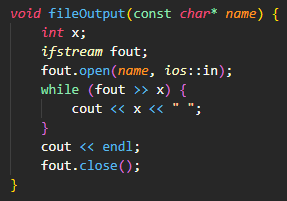 void fileOutput(const char* name) {
    int x;
    ifstream fout;
    fout.open(name, ios::in);
    while (fout >> x) {
        cout << x << " ";
    }
    cout << endl;
    fout.close();
}